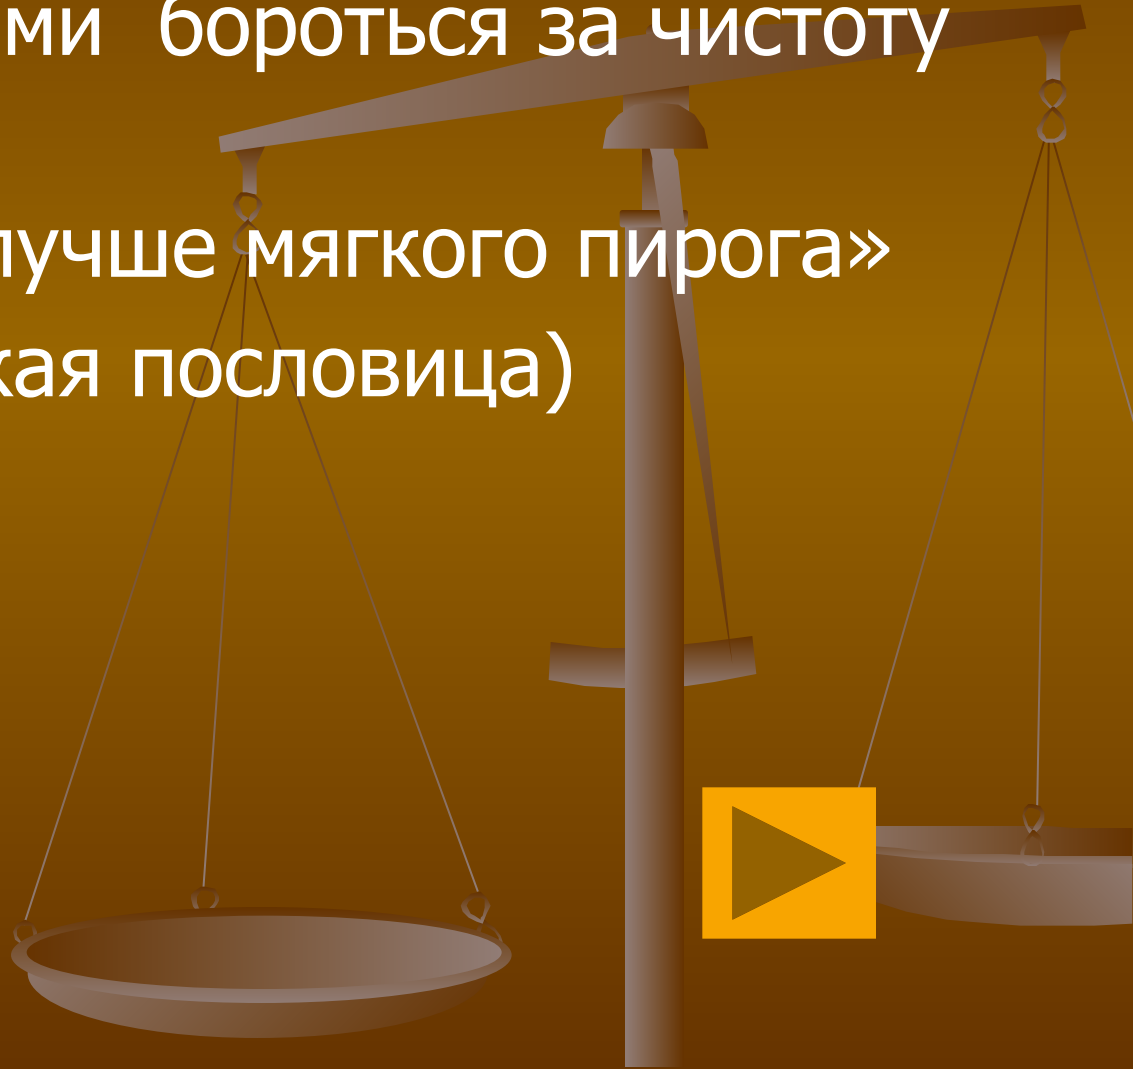 ми бороться за чистоту
лучше мягкого пирога»
кая пословица)